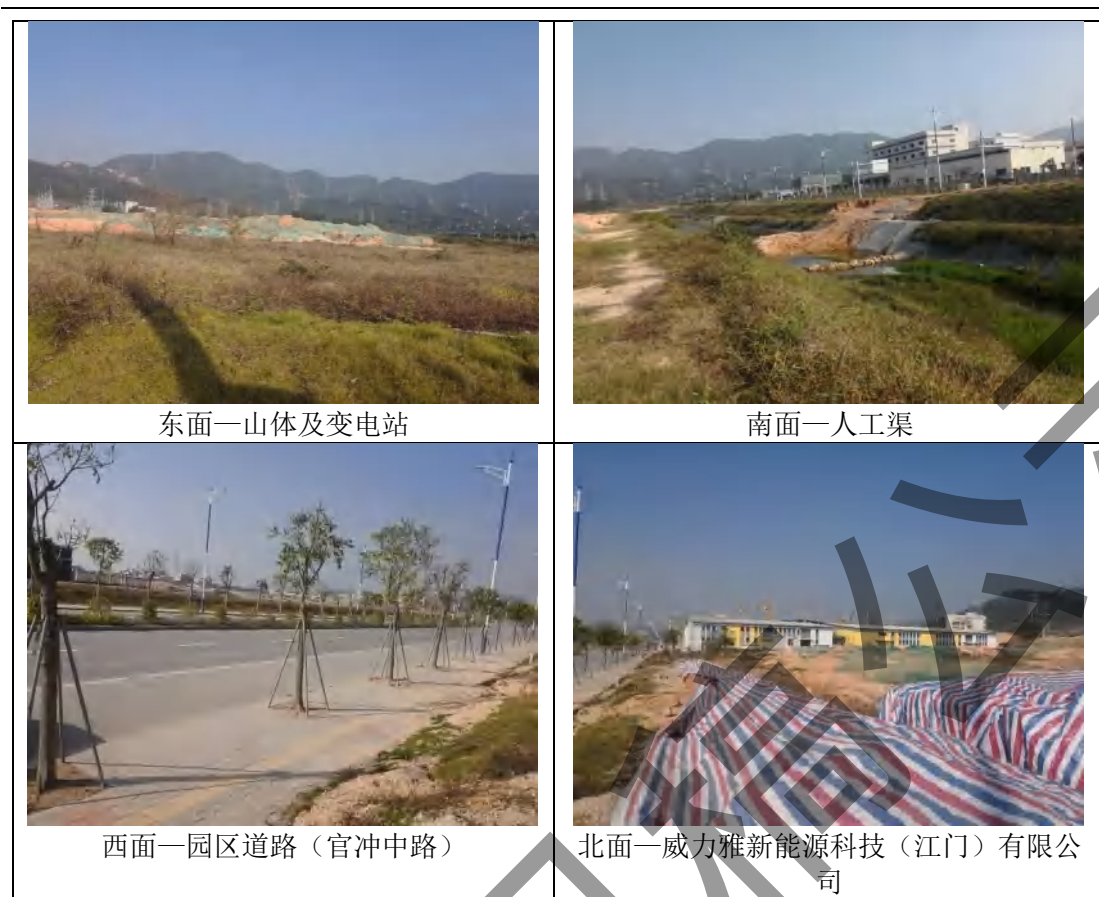 东面—山体及变电站
南面—人工渠
西面—园区道路（官冲中路）
北面—威力雅新能源科技（江门）有限公
司